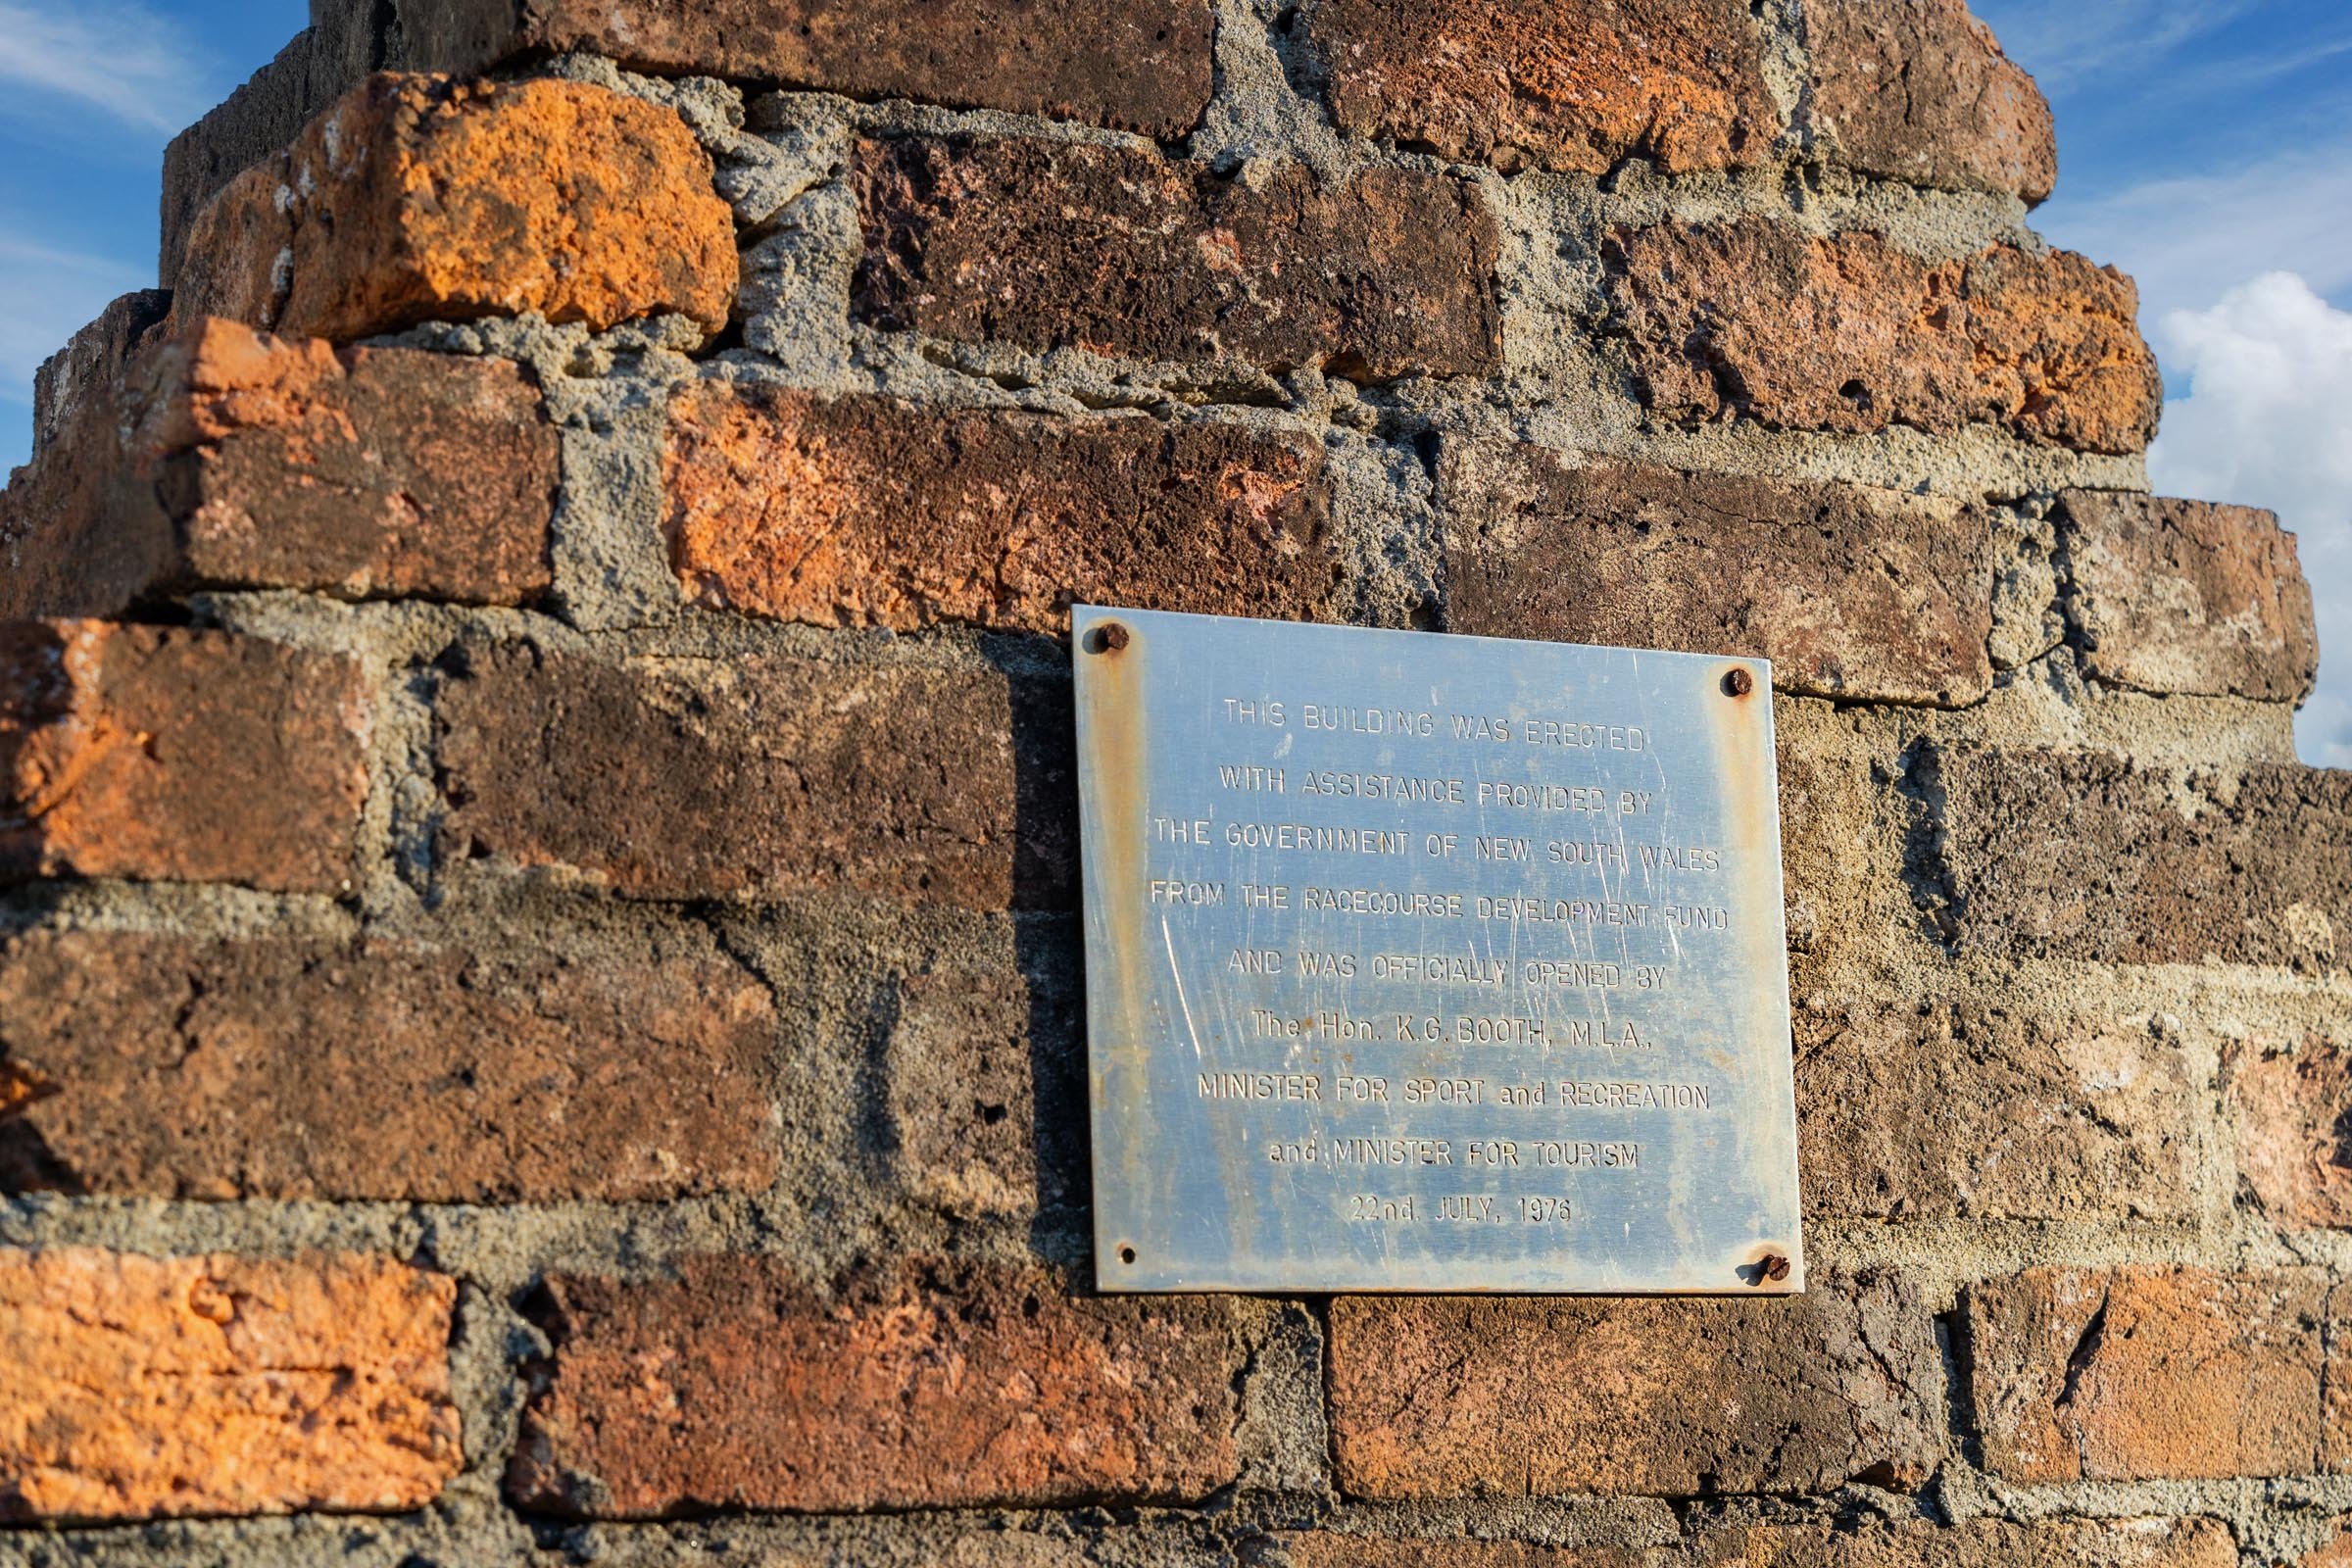 THIS BUILDING WAS ERECTED
WITH ASSISTANCE PROVIDED BY
THE GOVERNMENT OF NEW SOUTH WALES
FROM THE RACECOURSE DEVELOPMENT FUND
AND WAS OFFICIALLY OPENED BY
The Hon. K.G. BOOTH, M.L.A.,
MINISTER FOR SPORT and RECREATION
and MINISTER FOR TOURISM
22nd. JULY, 1976